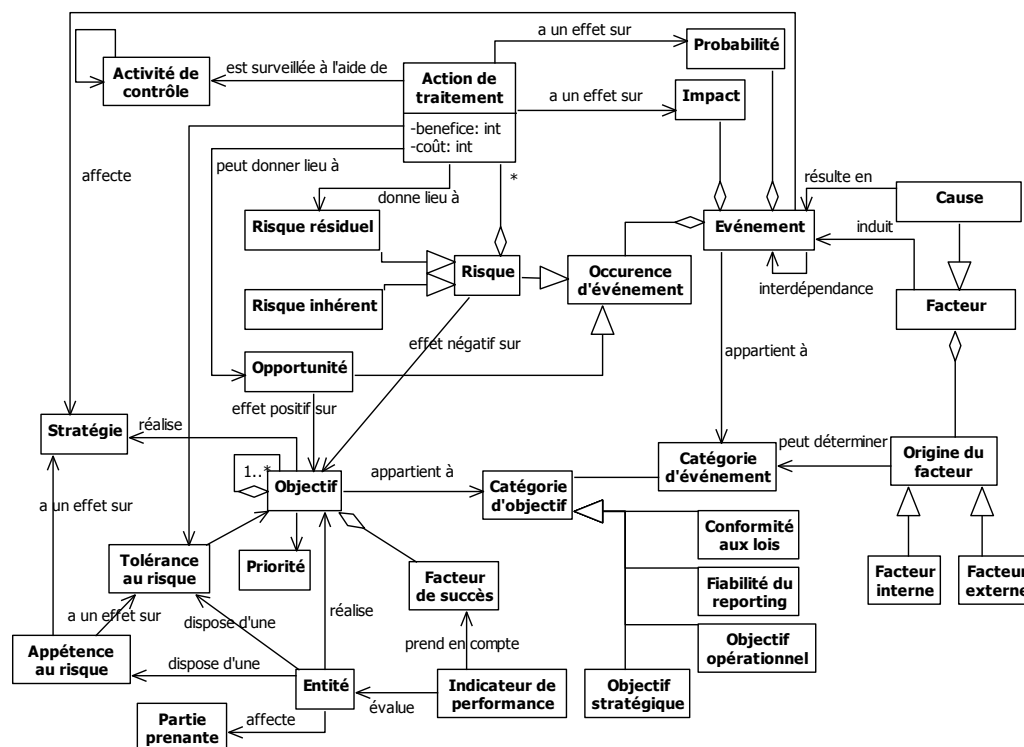 a un effet sur
Probabilité
Activité de
contrôle
est surveillée à l'aide de
Action de
traitement
a un effet sur
Impact
-benefice: int
-coût: int
peut donner lieu à
affecte
donne lieu à
*
résulte en
Cause
Risque résiduel
Evénement
induit
Risque
Occurence
d'événement
interdépendance
Risque inhérent
Facteur
effet négatif sur
appartient à
Opportunité
effet positif sur
Stratégie
réalise
peut déterminer
1..*
Objectif
appartient à
Catégorie
d'objectif
Catégorie
d'événement
Origine du
facteur
a un effet sur
Conformité
aux lois
Tolérance
au risque
Priorité
Facteur
de succès
Fiabilité du
reporting
Facteur
interne
Facteur
externe
a un effet sur
dispose d'une
réalise
prend en compte
Objectif
opérationnel
Appétence
au risque
dispose d'une
Entité
évalue
Indicateur de
performance
Objectif
stratégique
Partie
prenante
affecte